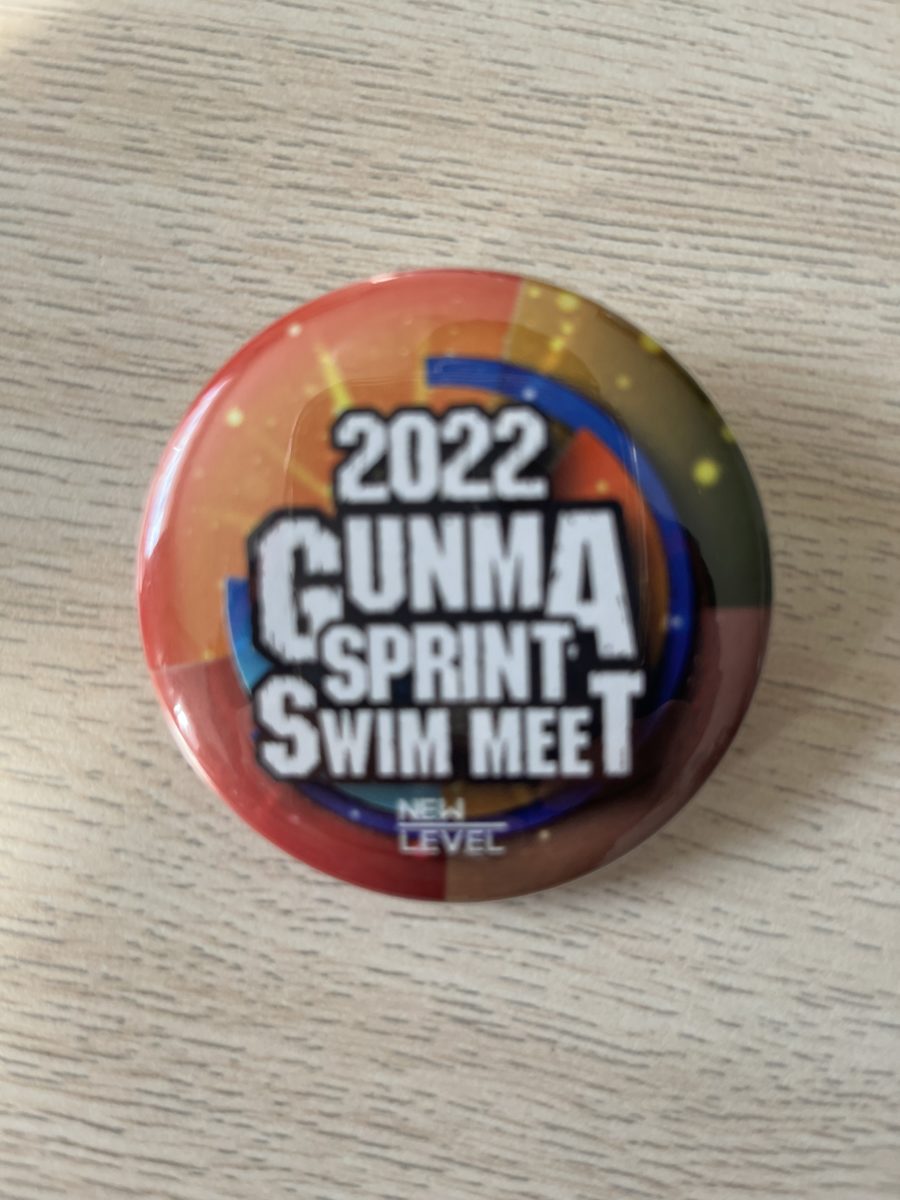 2022
GUNMA
SPRINT
SWIM MEET
NEW
LEVEL